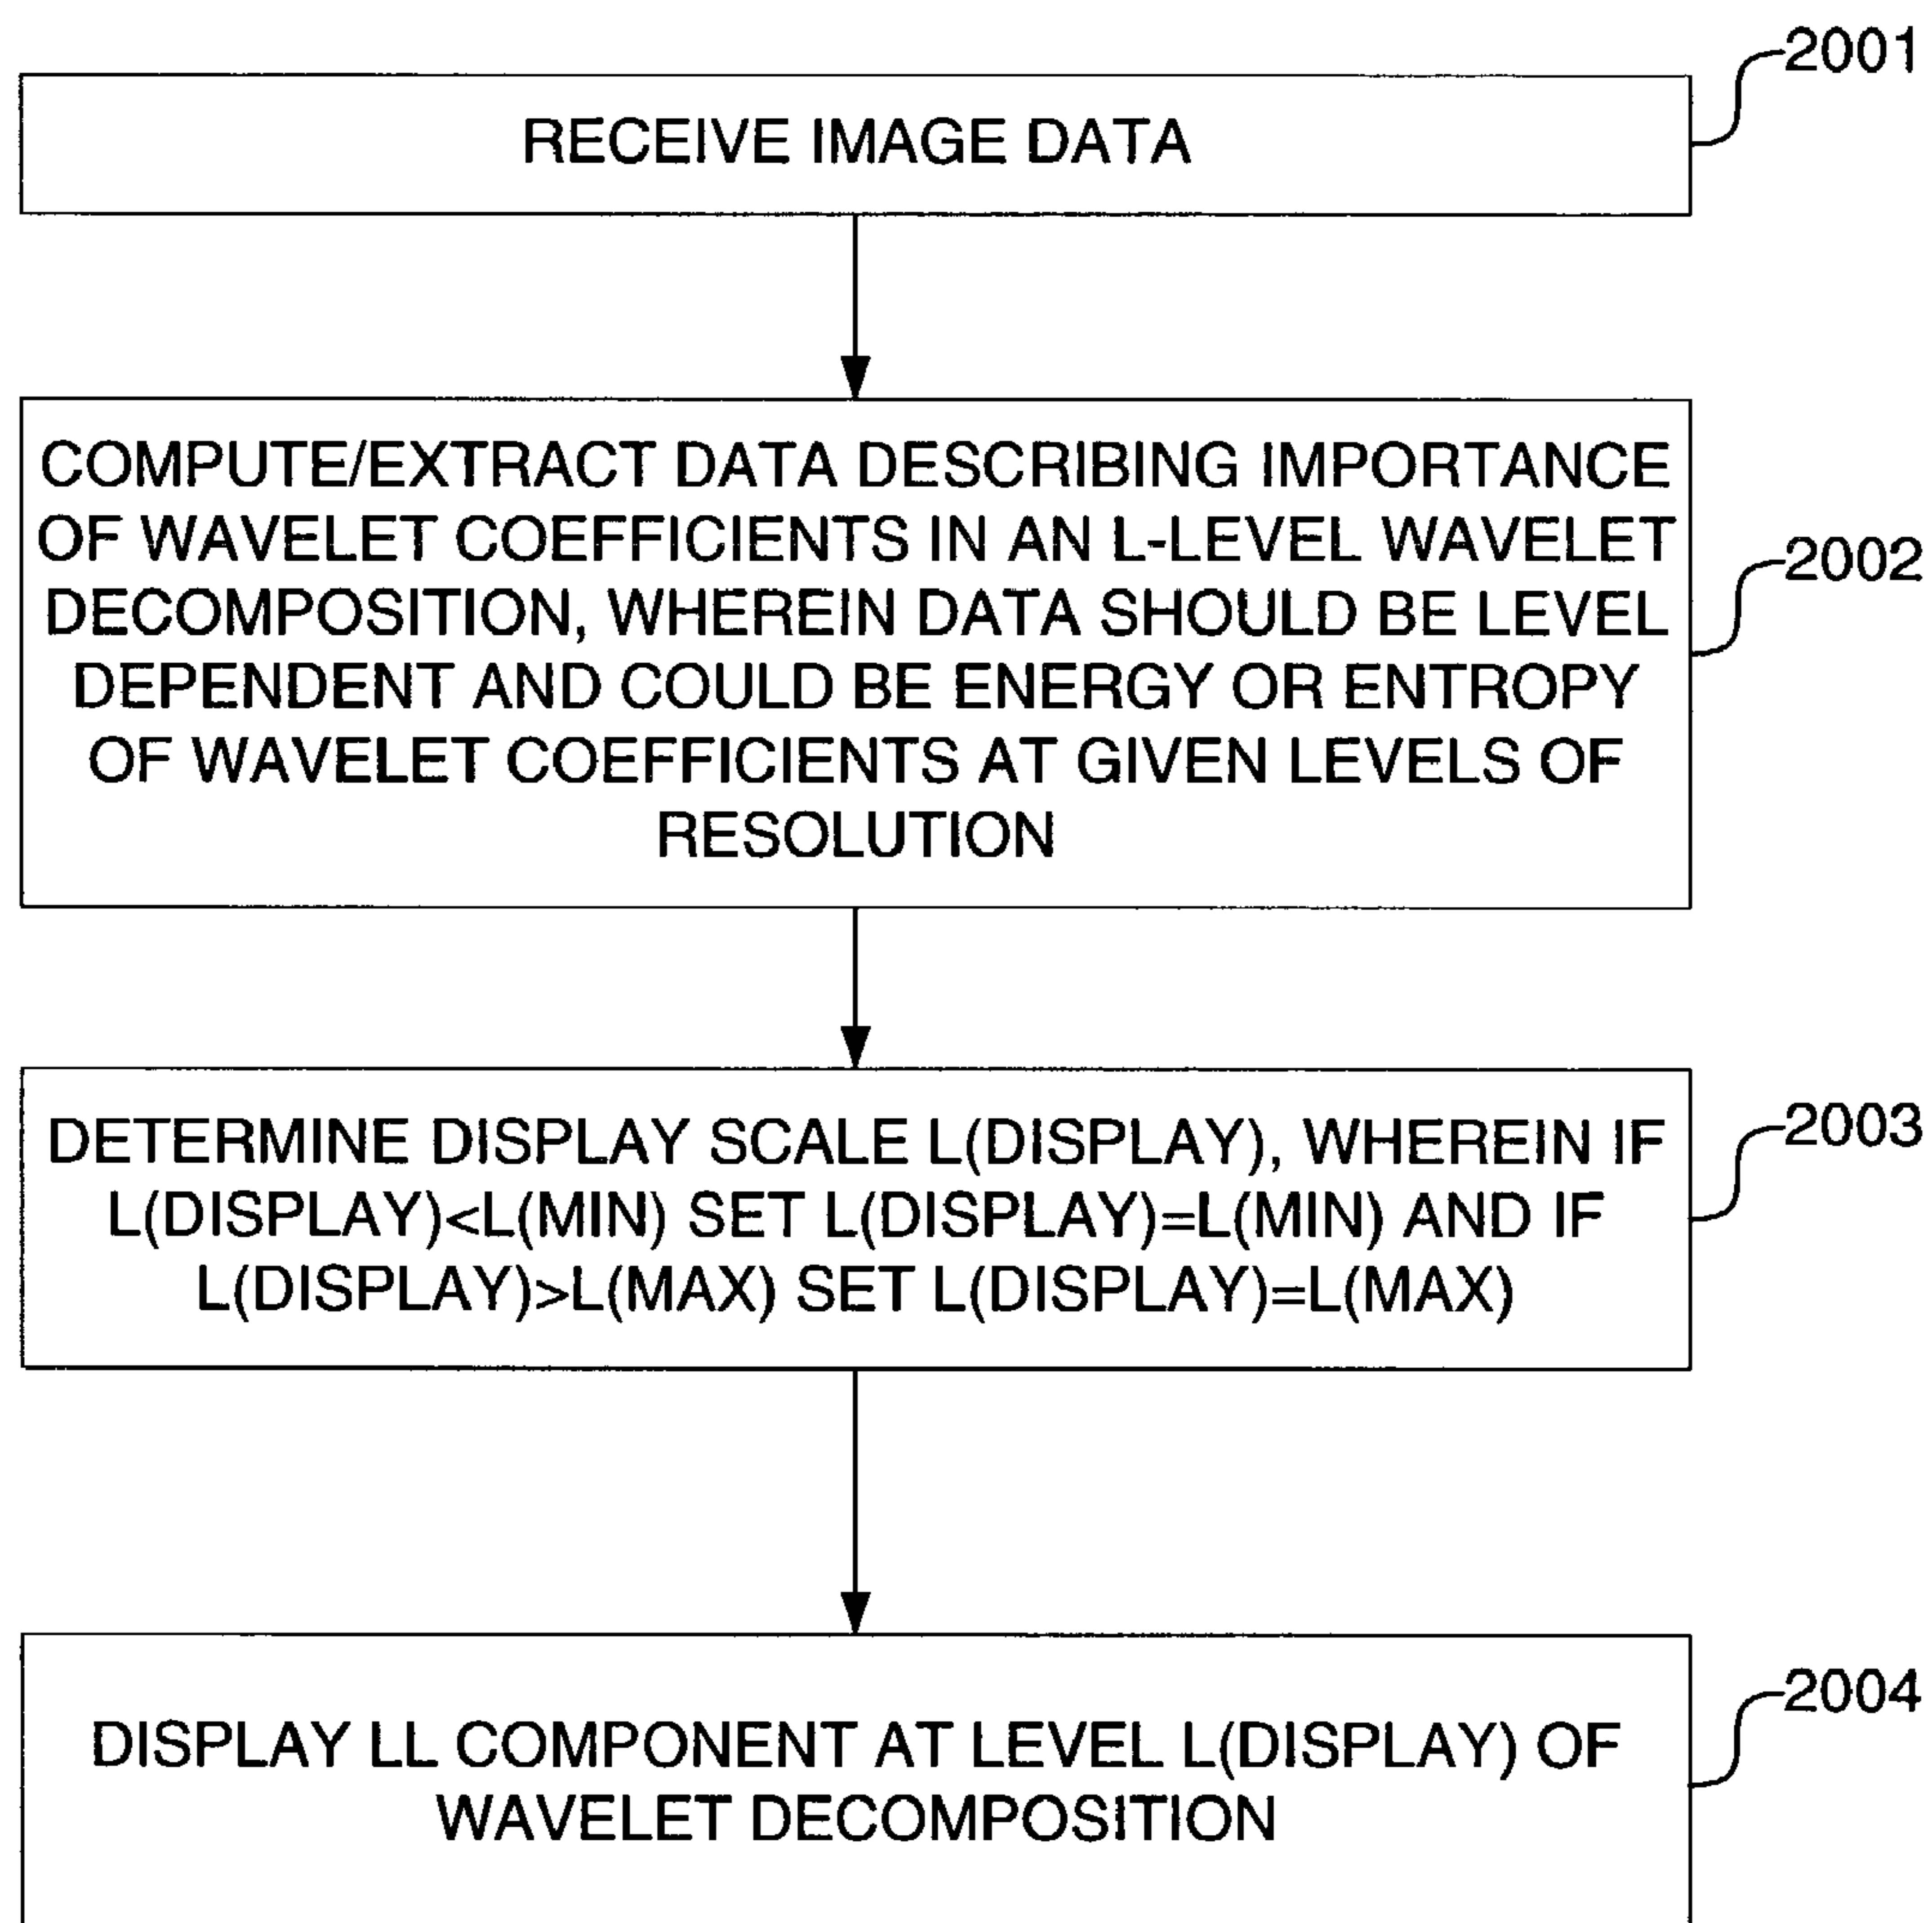 2001
RECEIVE IMAGE DATA
COMPUTE/EXTRACT DATA DESCRIBING IMPORTANCE
OF WAVELET COEFFICIENTS IN AN L-LEVEL WAVELET
2002
DECOMPOSITION, WHEREIN DATA SHOULD BE LEVEL
DEPENDENT AND COULD BE ENERGY OR ENTROPY
OF WAVELET COEFFICIENTS AT GIVEN LEVELS OF
RESOLUTION
2003
DETERMINE DISPLAY SCALE L(DISPLAY), WHEREIN IF
L(DISPLAY)<L(MIN) SET L(DISPLAY)=L(MIN) AND IF
L(DISPLAY)>L(MAX) SET L(DISPLAY)=L(MAX)
2004
DISPLAY LL COMPONENT AT LEVEL L(DISPLAY) OF
WAVELET DECOMPOSITION